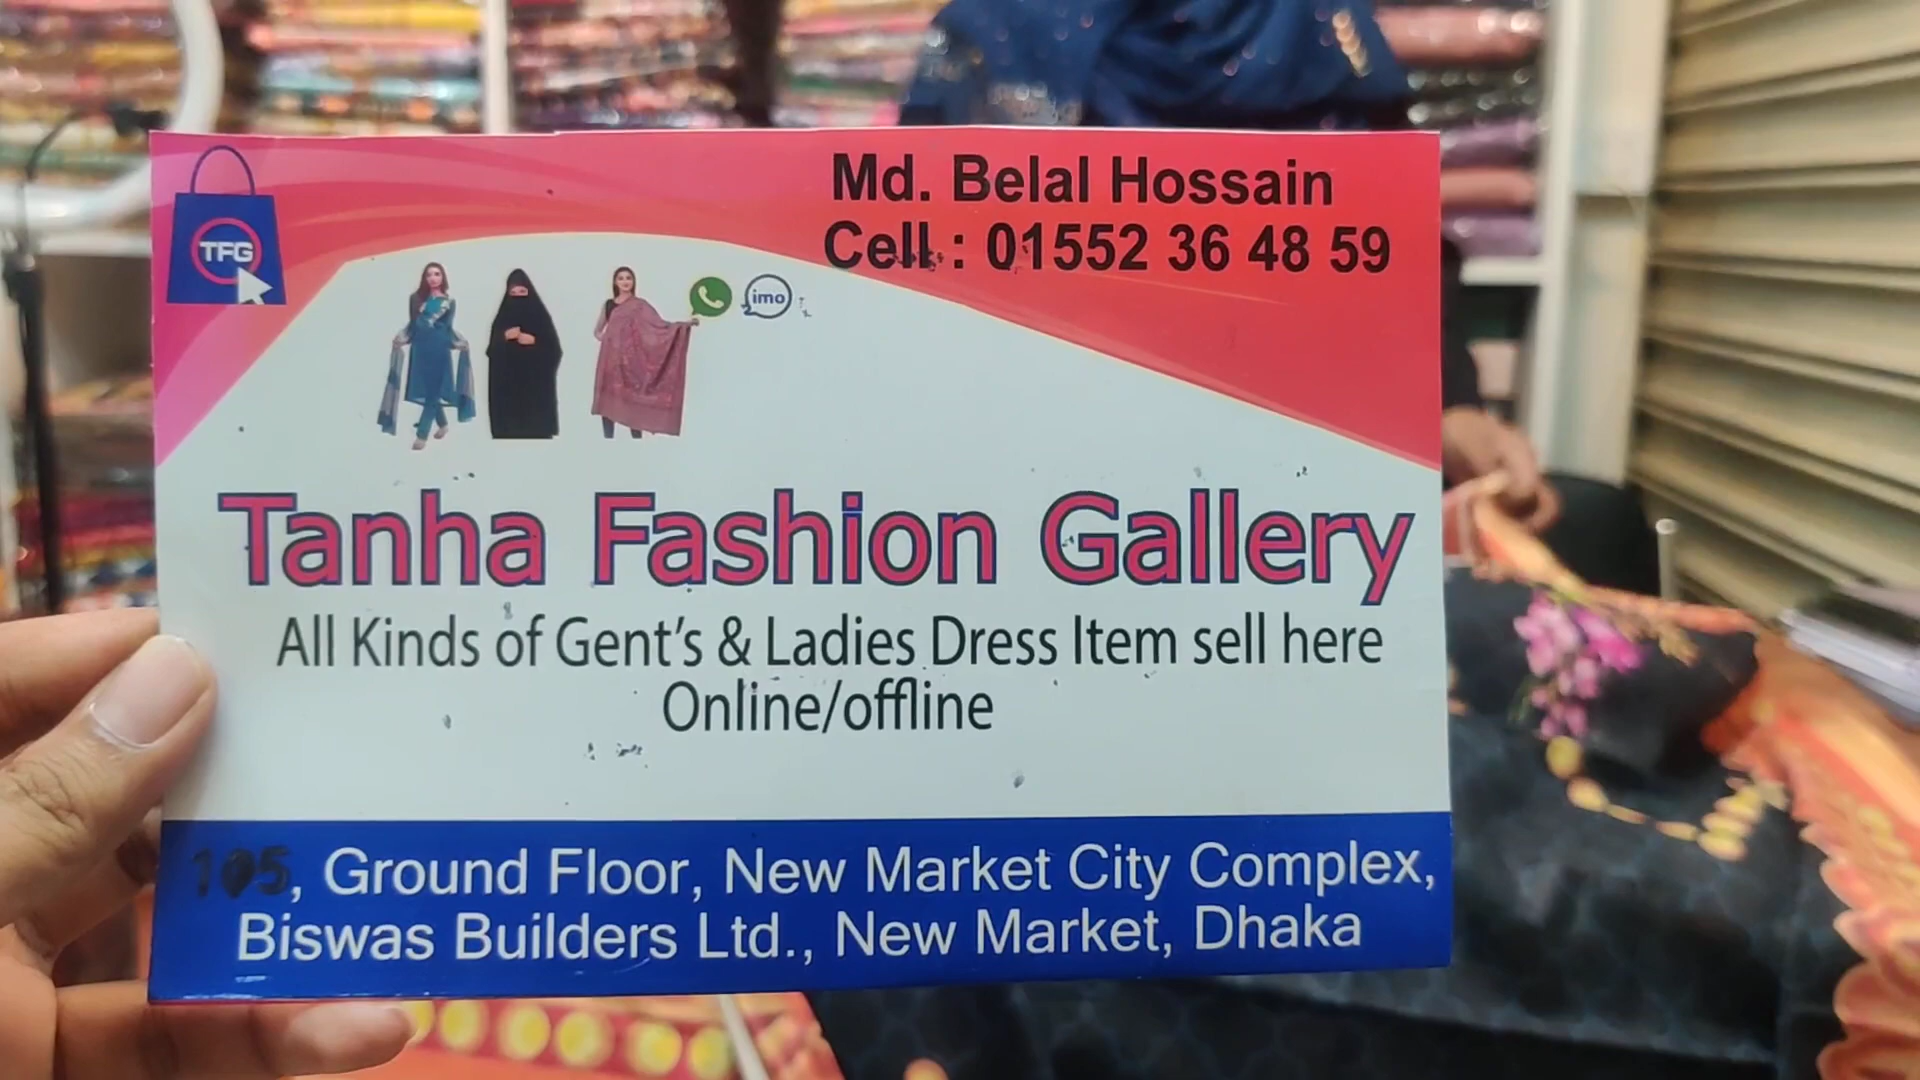 TFG
Md. Belal Hossain
Cell : 01552 36 48 59
imo
Tanha Fashion Gallery
All Kinds of Gent's & Ladies Dress Item sell here
Online/offline
105, Ground Floor, New Market City Complex,
Biswas Builders Ltd., New Market, Dhaka